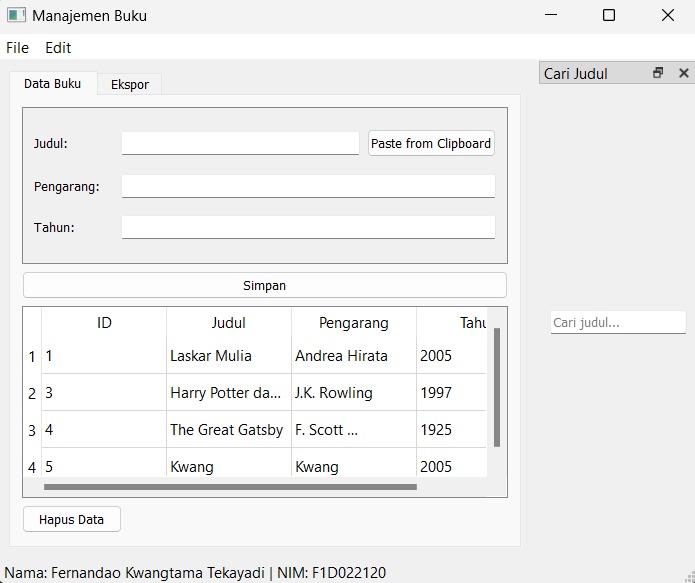 Manajemen Buku
File Edit
Data Buku Ekspor
Cari Judul
Judul: Paste from Clipboard
Pengarang:
Tahun:
Simpan
ID Judul Pengarang Tahu
1 1 Laskar Mulia Andrea Hirata 2005
2 3 Harry Potter da... J.K. Rowling 1997
3 4 The Great Gatsby F. Scott ... 1925
4 5 Kwang Kwang 2005
Cari judul...
Hapus Data
Nama: Fernandao Kwangtama Tekayadi | NIM: F1D022120